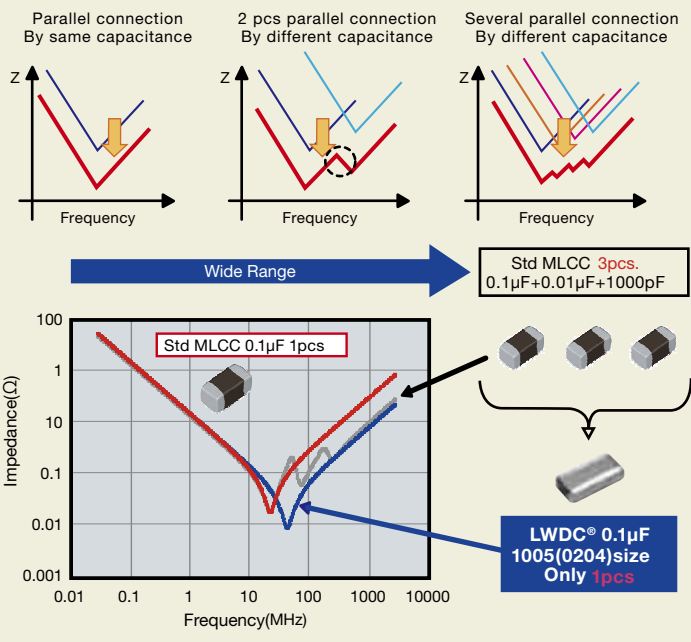 Parallel connection
By same capacitance
2 pcs parallel connection
By different capacitance
Several parallel connection
By different capacitance
Z
Frequency
Z
Frequency
Z
Frequency
Wide Range
Std MLCC 3pcs.
0.1µF+0.01µF+1000pF
Std MLCC 0.1µF 1pcs
Impedance(Ω)
100
1
10
0.1
0.01
0.001
0.01
0.1
1
10
100
1000
10000
Frequency(MHz)
LWDC® 0.1µF
1005(0204)size
Only 1pcs